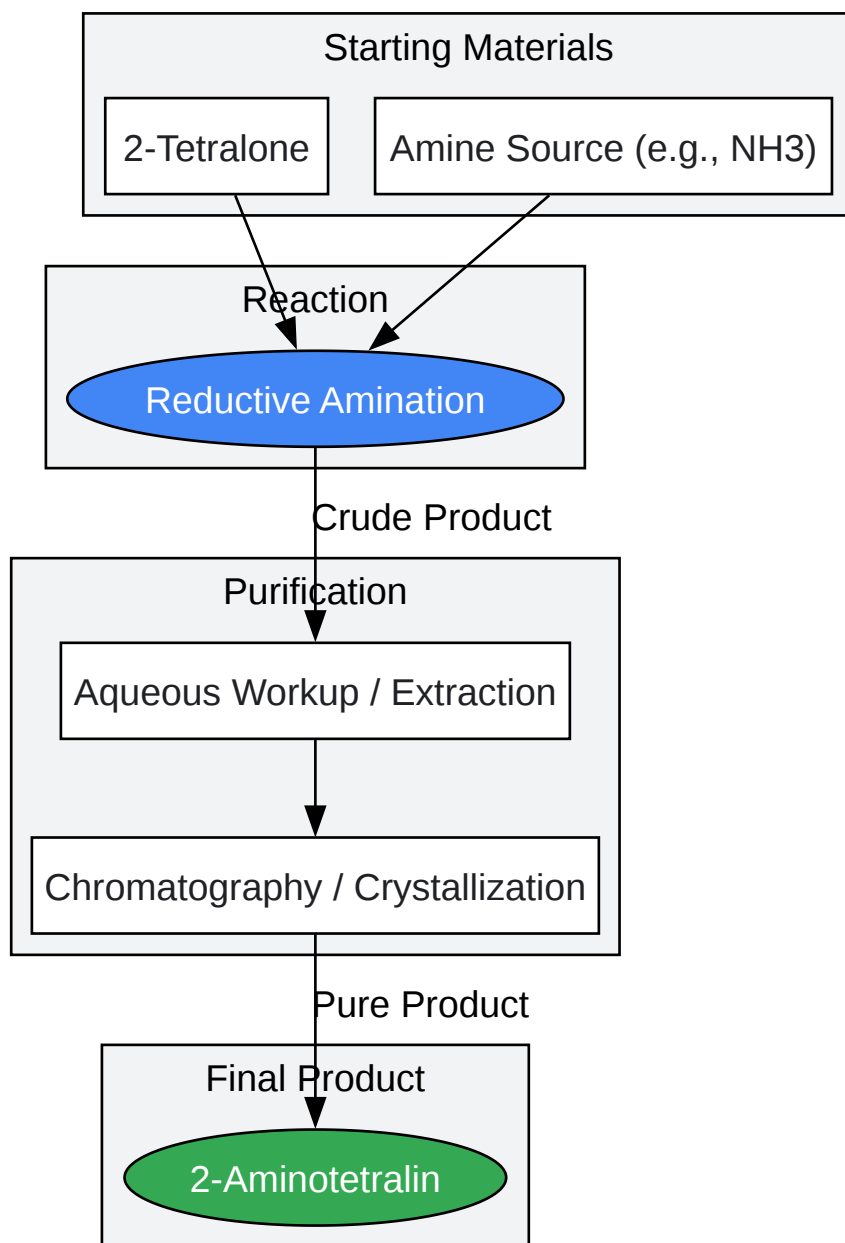 Starting Materials
2-Tetralone
Amine Source (e.g., NH3)
Reaction
Reductive Amination
Crude Product
Purification
Aqueous Workup / Extraction
Chromatography / Crystallization
Pure Product
Final Product
2-Aminotetralin